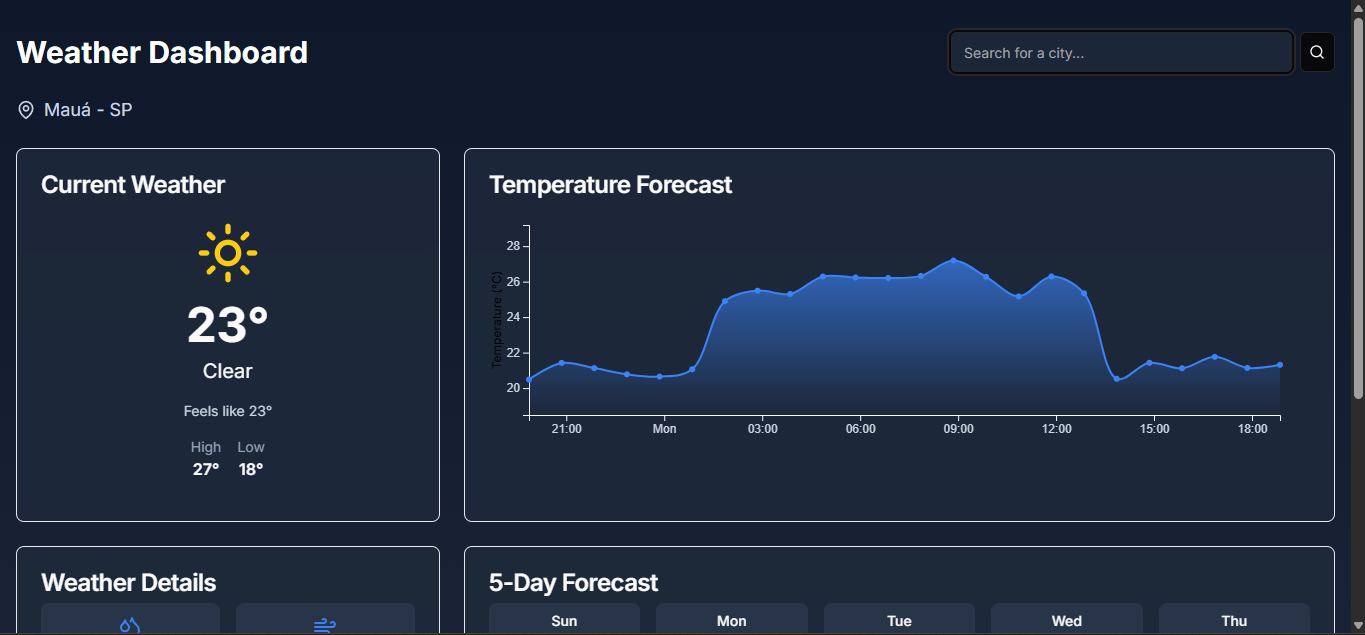 Weather Dashboard
Search for a city...
Mauá - SP
Current Weather
23°
Clear
Feels like 23°
High Low
27° 18°
Temperature Forecast
Temperature (°C)
28
26
24
22
20
21:00 Mon 03:00 06:00 09:00 12:00 15:00 18:00
Weather Details
5-Day Forecast
Sun Mon Tue Wed Thu